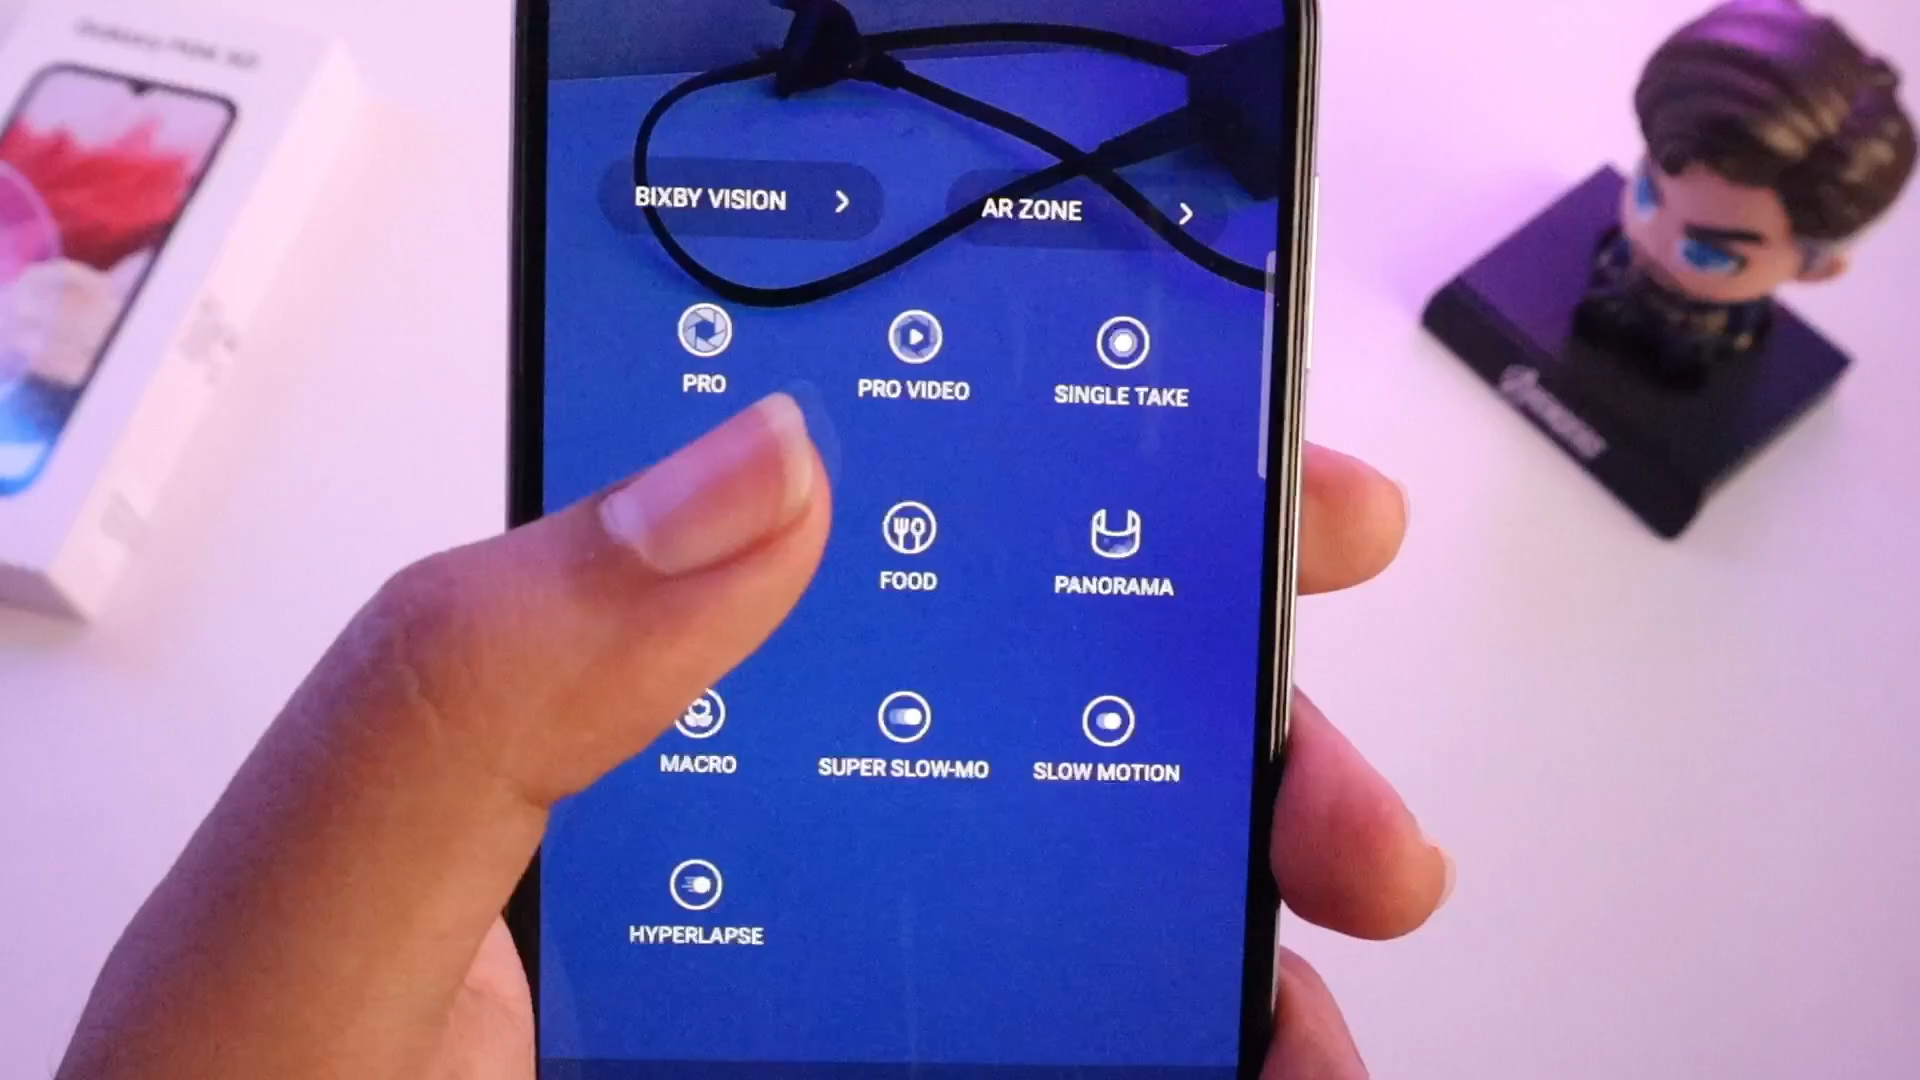 BIXBY VISION
AR ZONE
PRO
PRO VIDEO
SINGLE TAKE
FOOD
PANORAMA
MACRO
SUPER SLOW-MO
SLOW MOTION
HYPERLAPSE